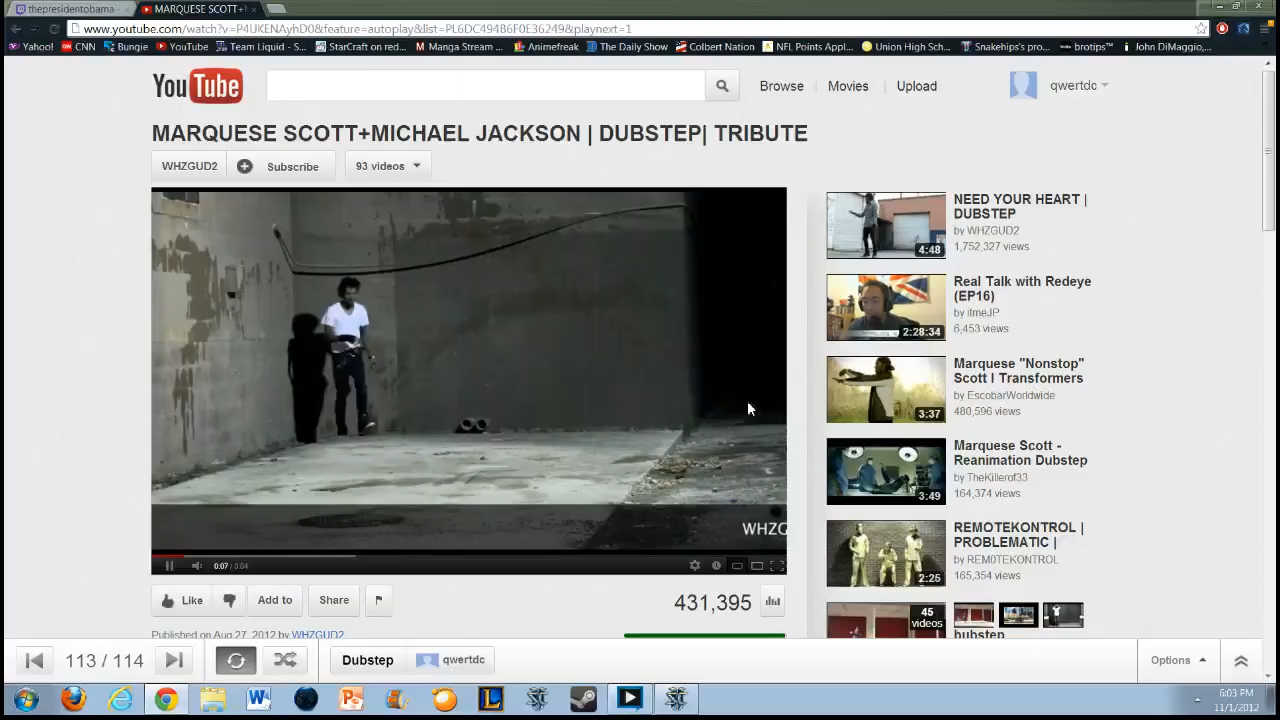 thepresidentobama -
MARQUESE SCOTT+M
www.youtube.com/watch?v=P4UKENAyhD0&feature=autoplay&list=PL6DC494B6F0E36249&playnext=1
Yahoo! CNN Bungie YouTube Team Liquid - S... StarCraft on red... Manga Stream ... Animefreak The Daily Show Colbert Nation NFL Points Appl... Union High Sch... Snakehips's pro... brotips™ John DiMaggio,...
YouTube
Browse Movies Upload qwertdc
MARQUESE SCOTT+MICHAEL JACKSON | DUBSTEP| TRIBUTE
WHZGUD2 Subscribe 93 videos
WHZG
0:07 / 3:04
NEED YOUR HEART |
DUBSTEP
by WHZGUD2
1,752,327 views
4:48
Real Talk with Redeye
(EP16)
by itmeJP
6,453 views
2:28:34
Marquese "Nonstop"
Scott I Transformers
by EscobarWorldwide
480,596 views
3:37
Marquese Scott -
Reanimation Dubstep
by TheKillerof33
164,374 views
3:49
REMOTEKONTROL |
PROBLEMATIC |
by REM0TEKONTROL
165,354 views
2:25
45
videos
dubstep
Like Add to Share 431,395
Published on Aug 27, 2012 by WHZGUD2
113 / 114 Dubstep qwertdc Options
6:03 PM
11/1/2012